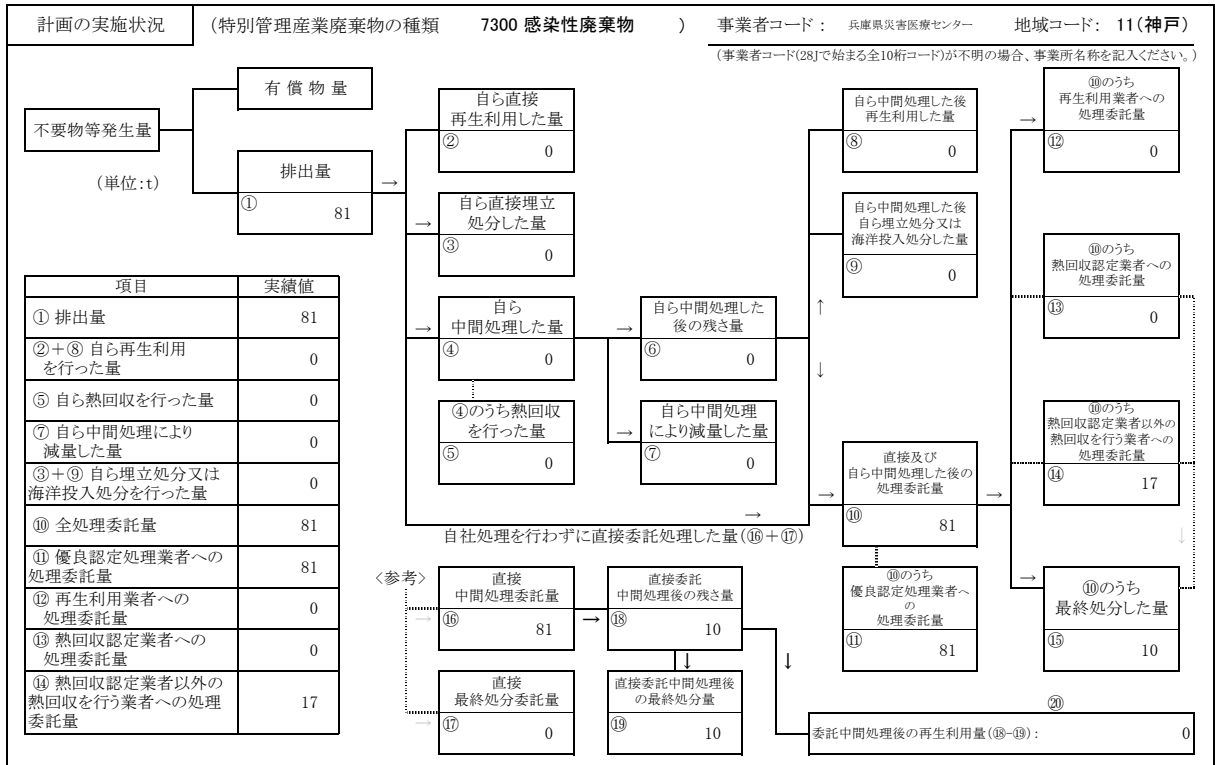 計画の実施状況
(特別管理産業廃棄物の種類 7300 感染性廃棄物 )
事業者コード: 兵庫県災害医療センター 地域コード: 11(神戸)
(事業者コード(28Jで始まる全10桁コード)が不明の場合、事業所名称を記入ください。)
不要物等発生量
(単位:t)
有償物量
排出量
① 81
→
自ら直接
再生利用した量
② 0
→
自ら直接埋立
処分した量
③ 0
→
自ら
中間処理した量
④ 0
④のうち熱回収
を行った量
⑤ 0
→
自ら中間処理した
後の残さ量
⑥ 0
→
自ら中間処理
により減量した量
⑦ 0
自ら中間処理した後
再生利用した量
⑧ 0
自ら中間処理した後
自ら埋立処分又は
海洋投入処分した量
⑨ 0
↑
↓
→
自社処理を行わずに直接委託処理した量(⑯+⑰)
→
直接及び
自ら中間処理した後の
処理委託量
⑩ 81
⑩のうち
優良認定処理業者へ
の
処理委託量
⑪ 81
→
→
⑩のうち
再生利用業者への
処理委託量
⑫ 0
⑩のうち
熱回収認定業者への
処理委託量
⑬ 0
⑩のうち
熱回収認定業者以外の
熱回収を行う業者への
処理委託量
⑭ 17
↓
→
⑩のうち
最終処分した量
⑮ 10
項目 実績値
① 排出量 81
②+⑧ 自ら再生利用
を行った量 0
⑤ 自ら熱回収を行った量 0
⑦ 自ら中間処理により
減量した量 0
③+⑨ 自ら埋立処分又は
海洋投入処分を行った量 0
⑩ 全処理委託量 81
⑪ 優良認定処理業者への
処理委託量 81
⑫ 再生利用業者への
処理委託量 0
⑬ 熱回収認定業者への
処理委託量 0
⑭ 熱回収認定業者以外の
熱回収を行う業者への処理
委託量 17
<参考>
→
直接
中間処理委託量
⑯ 81
→
直接委託
中間処理後の残さ量
⑱ 10
→
直接
最終処分委託量
⑰ 0
↓
直接委託中間処理後
の最終処分量
⑲ 10
↓
⑳
委託中間処理後の再生利用量(⑱-⑲): 0